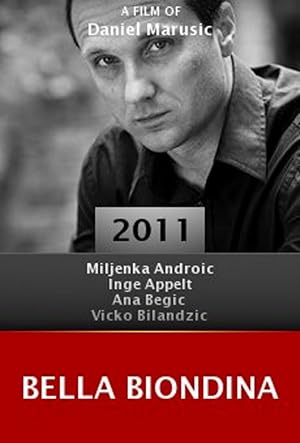 A FILM OF
Daniel Marusic
2011
Miljenka Androic
Inge Appelt
Ana Begic
Vicko Bilandzic
BELLA BIONDINA